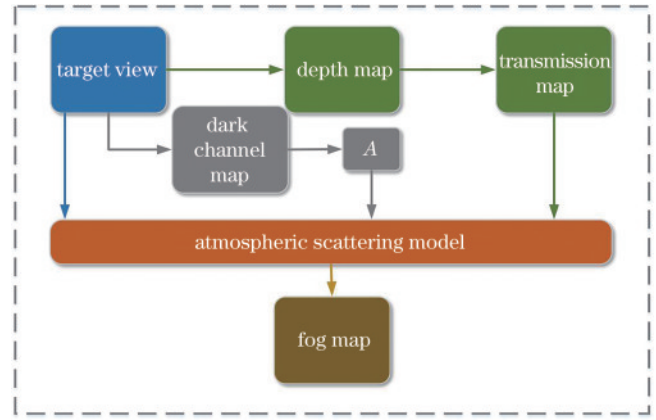 target view
depth map
transmission
map
dark
channel
map
A
atmospheric scattering model
fog map